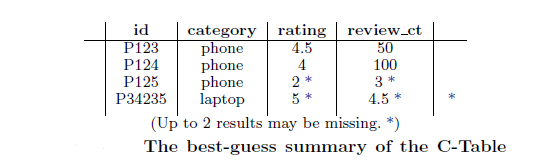 id category rating review_ct
P123 phone 4.5 50
P124 phone 4 100
P125 phone 2 * 3 *
P34235 laptop 5 * 4.5 * *
(Up to 2 results may be missing. *)
The best-guess summary of the C-Table